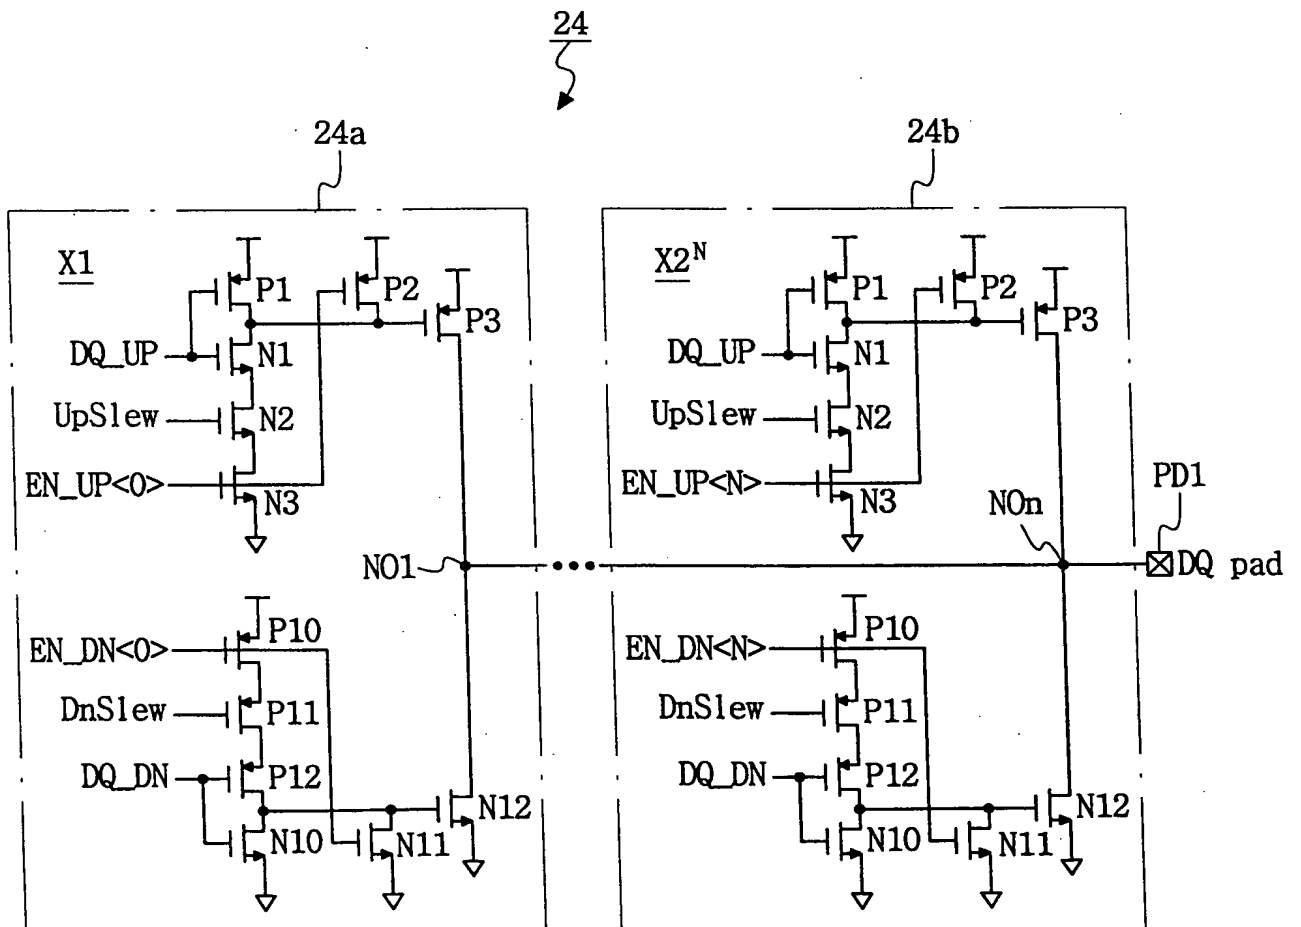 24
24a
24b
X1
P1
P2
P3
DQ_UP
N1
UpSlew
N2
EN_UP<0>
N3
NO1
EN_DN<0>
P10
DnSlew
P11
DQ_DN
P12
N10
N11
N12
X2^N
P1
P2
P3
DQ_UP
N1
UpSlew
N2
EN_UP<N>
N3
NOn
PD1
DQ pad
EN_DN<N>
P10
DnSlew
P11
DQ_DN
P12
N10
N11
N12